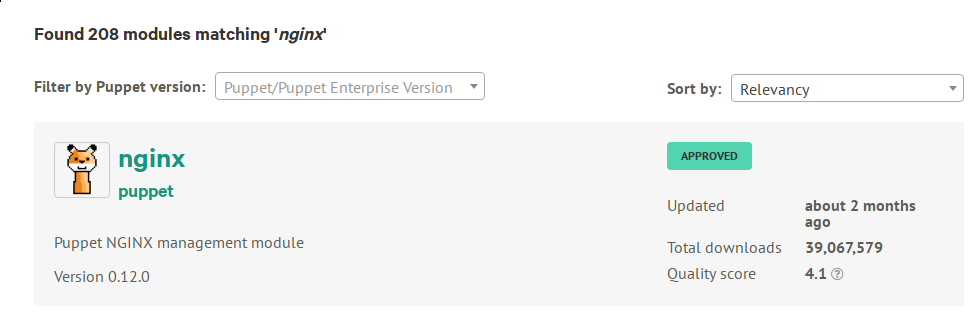 Found 208 modules matching 'nginx'
Filter by Puppet version: Puppet/Puppet Enterprise Version Sort by: Relevancy
nginx
puppet
APPROVED
Puppet NGINX management module
Version 0.12.0
Updated about 2 months ago
Total downloads 39,067,579
Quality score 4.1 ?